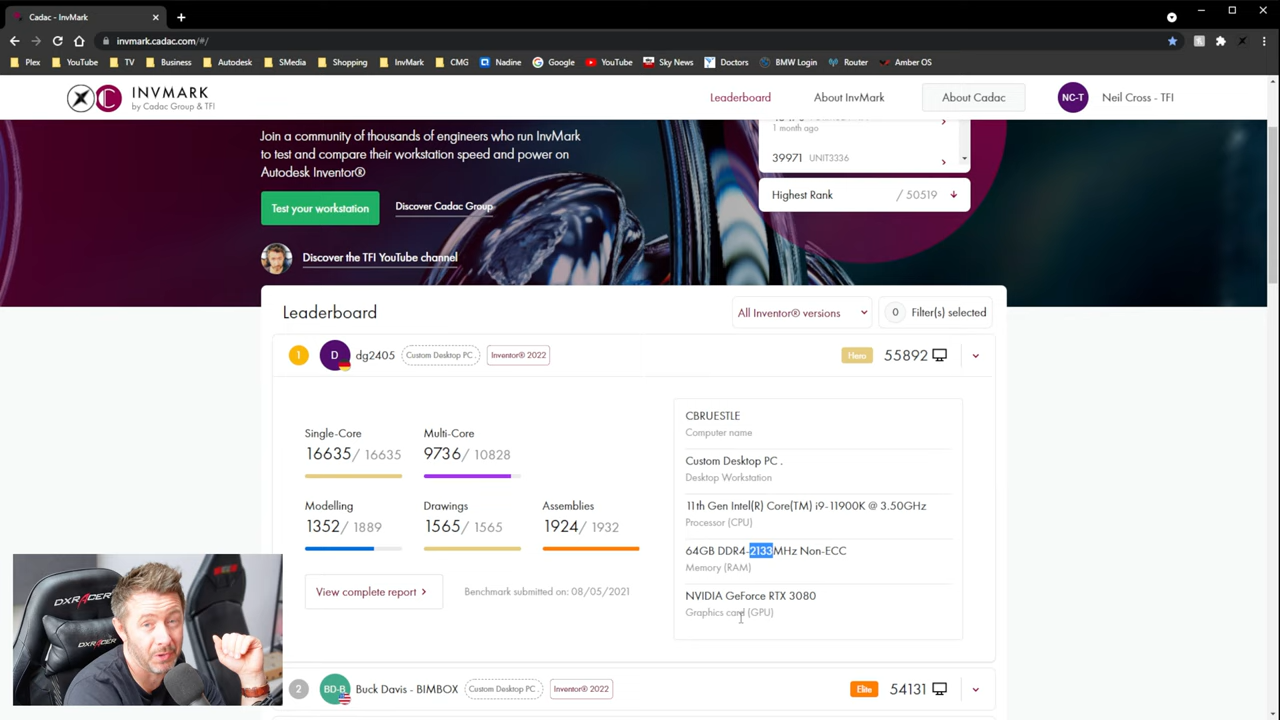 Cadac - InvMark
invmark.cadac.com/#/
Plex YouTube TV Business Autodesk SMedia Shopping InvMark CMG Nadine Google YouTube Sky News Doctors BMW Login Router Amber OS
INVMARK
by Cadac Group & TFI
Leaderboard About InvMark About Cadac NC-T Neil Cross - TFI
1 month ago
39971 UNIT3336
Highest Rank / 50519
Join a community of thousands of engineers who run InvMark
to test and compare their workstation speed and power on
Autodesk Inventor®
Test your workstation Discover Cadac Group
Discover the TFI YouTube channel
Leaderboard All Inventor® versions 0 Filter(s) selected
1 D dg2405 Custom Desktop PC . Inventor® 2022 Hero 55892
Single-Core Multi-Core
16635/ 16635 9736/ 10828
Modelling Drawings Assemblies
1352/ 1889 1565/ 1565 1924/ 1932
View complete report Benchmark submitted on: 08/05/2021
CBRUESTLE
Computer name
Custom Desktop PC .
Desktop Workstation
11th Gen Intel(R) Core(TM) i9-11900K @ 3.50GHz
Processor (CPU)
64GB DDR4-2133MHz Non-ECC
Memory (RAM)
NVIDIA GeForce RTX 3080
Graphics card (GPU)
2 BD-B Buck Davis - BIMBOX Custom Desktop PC . Inventor® 2022 Elite 54131
DXRACER
DXRACER